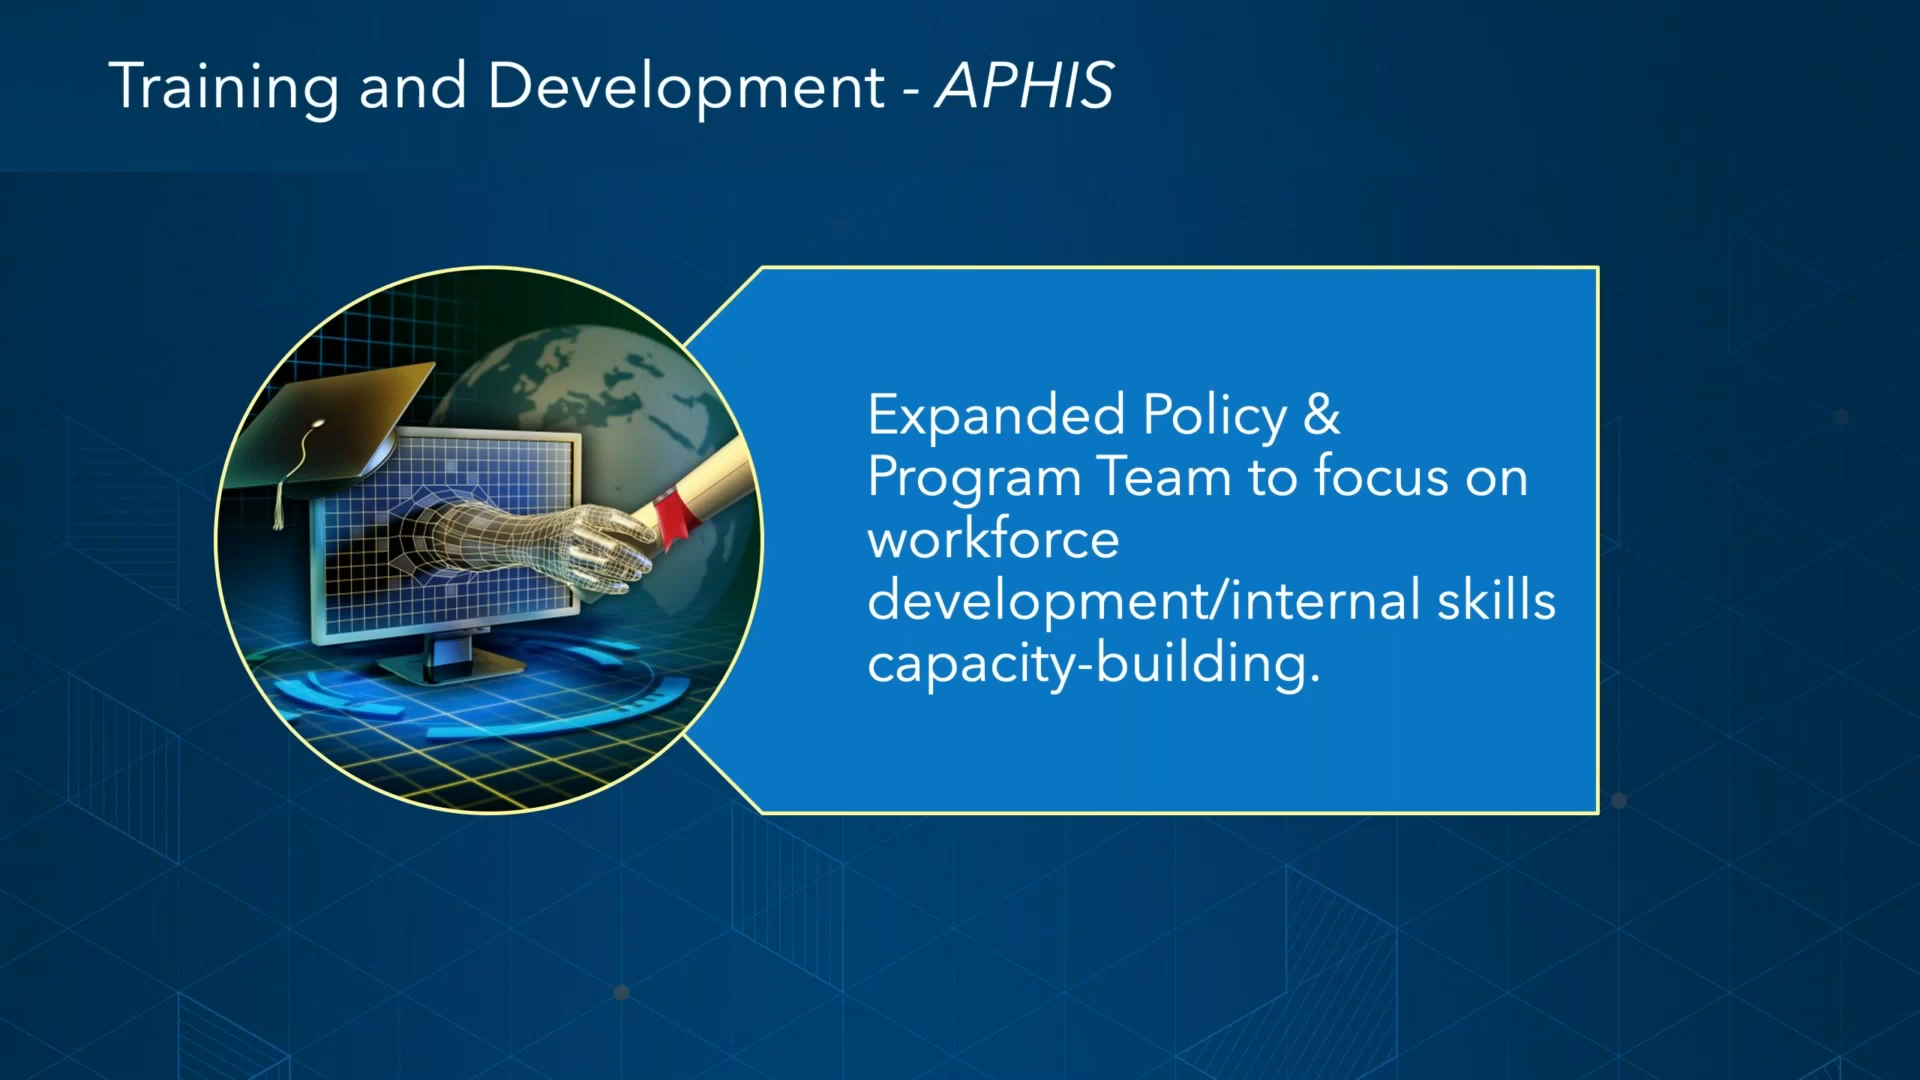 Training and Development - APHIS
Expanded Policy &
Program Team to focus on
workforce
development/internal skills
capacity-building.